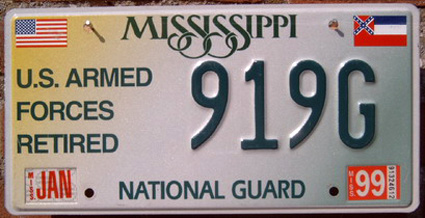 MISSISSIPPI
U.S. ARMED
FORCES
RETIRED
919G
JAN
99
NATIONAL GUARD